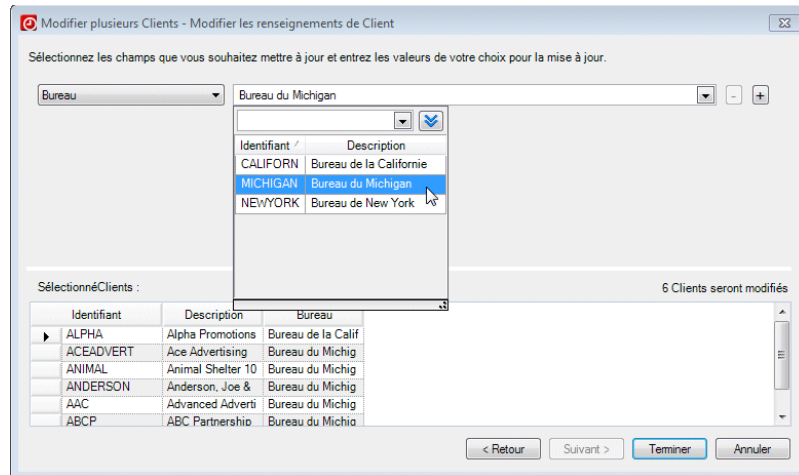 Modifier plusieurs Clients - Modifier les renseignements de Client
Sélectionnez les champs que vous souhaitez mettre à jour et entrez les valeurs de votre choix pour la mise à jour.
Bureau Bureau du Michigan - +
Identifiant Description
CALIFORN Bureau de la Californie
MICHIGAN Bureau du Michigan
NEWYORK Bureau de New York
SélectionnéClients : 6 Clients seront modifiés
Identifiant Description Bureau
ALPHA Alpha Promotions Bureau de la Calif
ACEADVERT Ace Advertising Bureau du Michig
ANIMAL Animal Shelter 10 Bureau du Michig
ANDERSON Anderson, Joe & Bureau du Michig
AAC Advanced Adverti Bureau du Michig
ABCP ABC Partnership Bureau du Michig
< Retour Suivant > Terminer Annuler